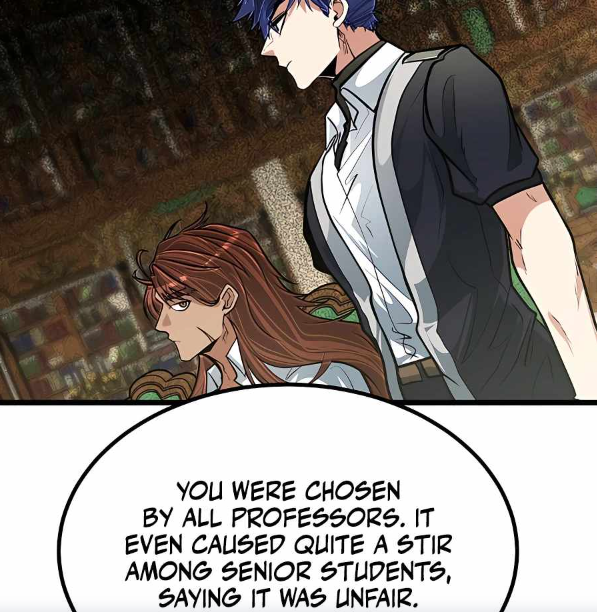 YOU WERE CHOSEN
BY ALL PROFESSORS. IT
EVEN CAUSED QUITE A STIR
AMONG SENIOR STUDENTS,
SAYING IT WAS UNFAIR.